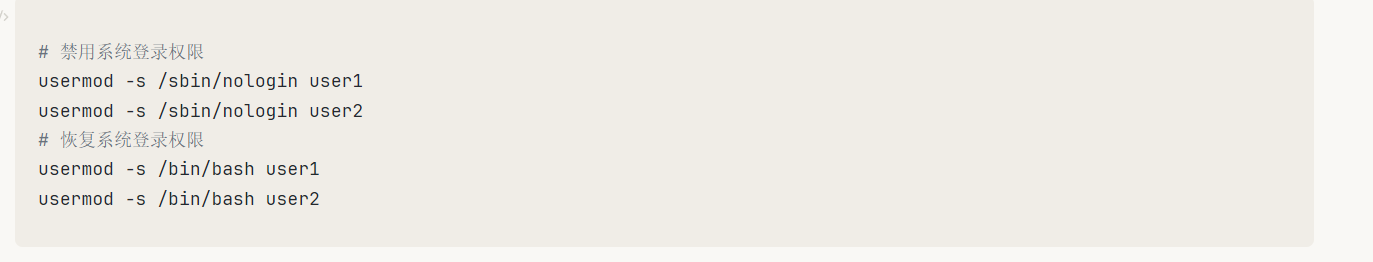 # 禁用系统登录权限
usermod -s /sbin/nologin user1
usermod -s /sbin/nologin user2
# 恢复系统登录权限
usermod -s /bin/bash user1
usermod -s /bin/bash user2